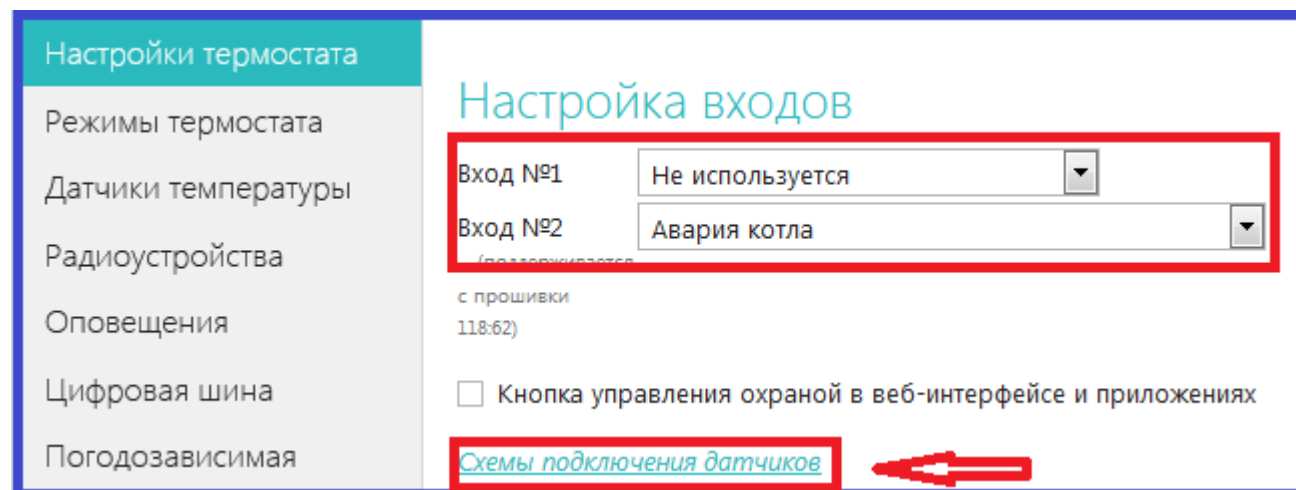 Настройки термостата
Режимы термостата
Датчики температуры
Радиоустройства
Оповещения
Цифровая шина
Погодозависимая
Настройка входов
Вход №1 Не используется
Вход №2 Авария котла
(поддерживается
с прошивки
118:62)
Кнопка управления охраной в веб-интерфейсе и приложениях
Схемы подключения датчиков